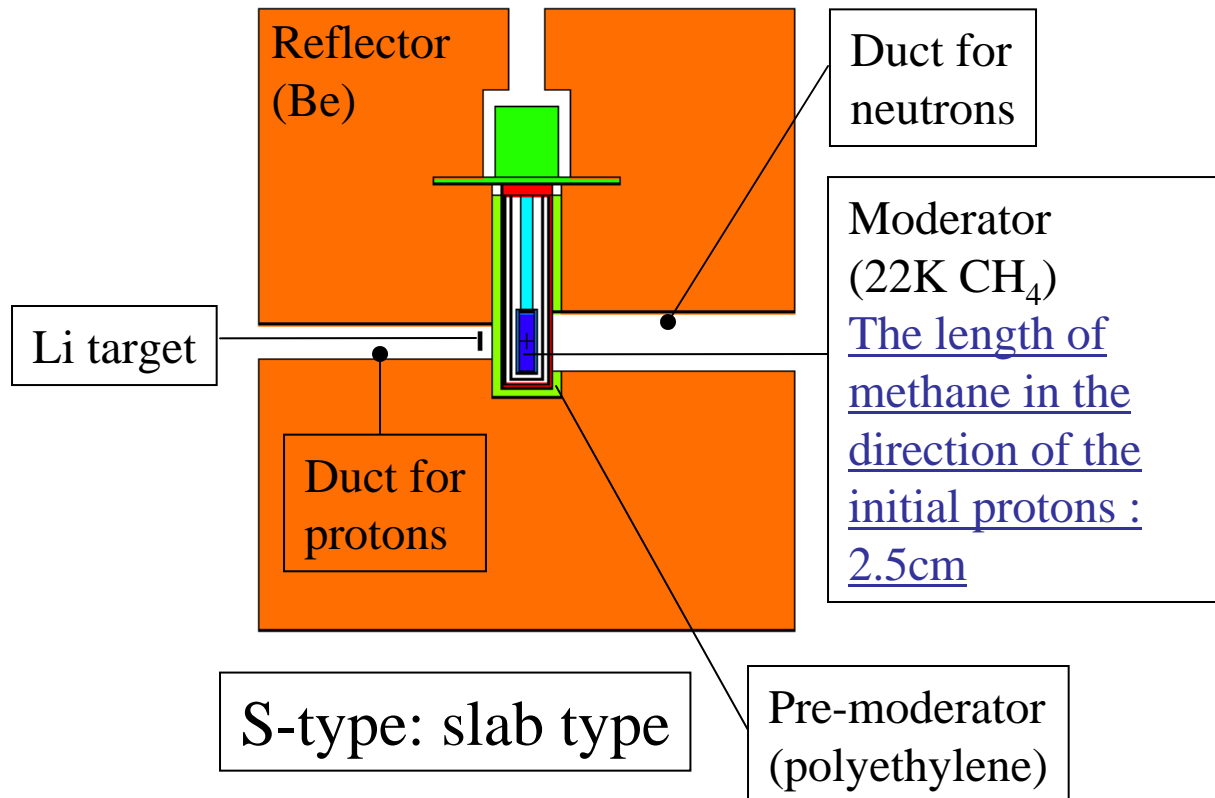 Reflector
(Be)
Duct for
neutrons
Moderator
(22K CH₄)
The length of
methane in the
direction of the
initial protons :
2.5cm
Li target
Duct for
protons
S-type: slab type
Pre-moderator
(polyethylene)